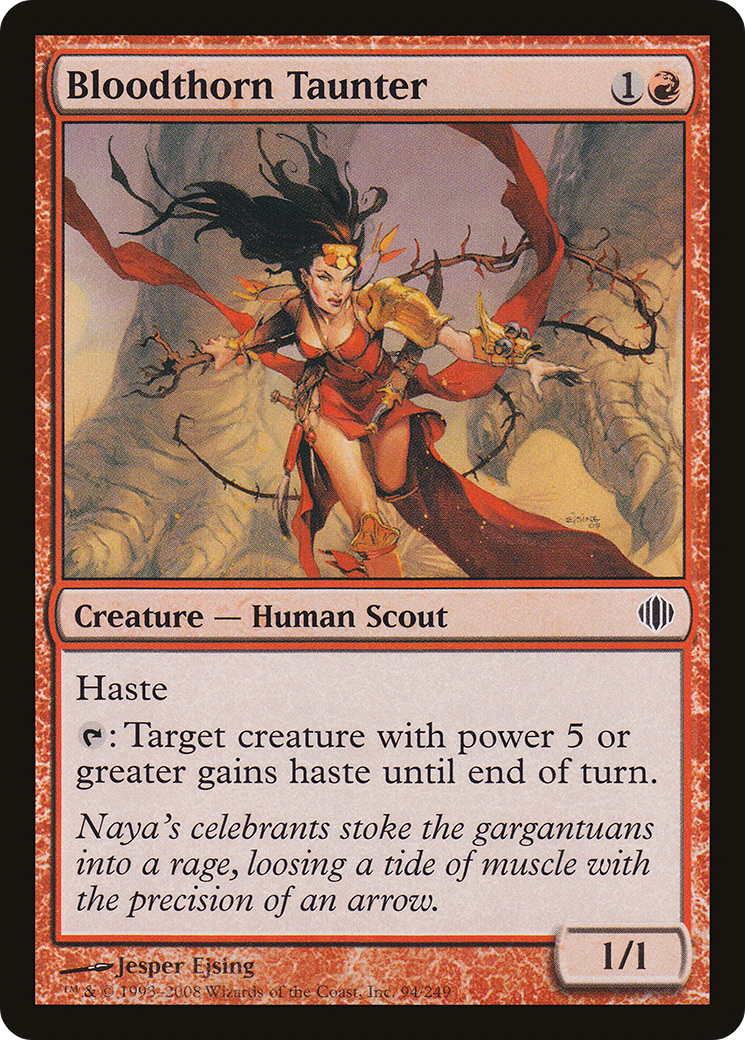 Bloodthorn Taunter
1
EJSING
Creature — Human Scout
Haste
: Target creature with power 5 or
greater gains haste until end of turn.
Naya's celebrants stoke the gargantuans
into a rage, loosing a tide of muscle with
the precision of an arrow.
1/1
Jesper Ejsing
™ & © 1993–2008 Wizards of the Coast, Inc. 94/249